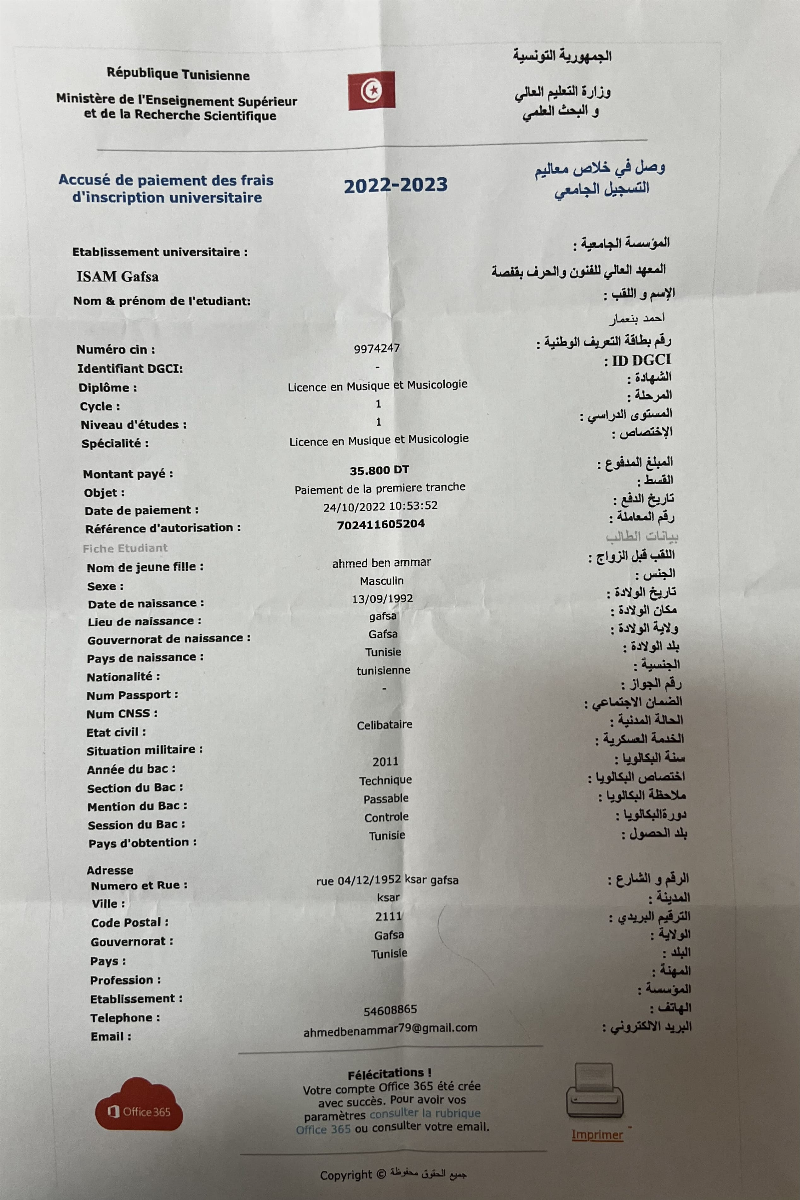 République Tunisienne
الجمهورية التونسية
Ministère de l'Enseignement Supérieur
et de la Recherche Scientifique
وزارة التعليم العالي
و البحث العلمي
Accusé de paiement des frais
d'inscription universitaire
2022-2023
وصل في خلاص معاليم
التسجيل الجامعي
Etablissement universitaire :
المؤسسة الجامعية :
ISAM Gafsa
المعهد العالي للفنون والحرف بقفصة
Nom & prénom de l'etudiant:
الإسم و اللقب :
احمد بنعمار
Numéro cin : 9974247 رقم بطاقة التعريف الوطنية :
Identifiant DGCI: - ID DGCI :
Diplôme : Licence en Musique et Musicologie الشهادة :
Cycle : 1 المرحلة :
Niveau d'études : 1 المستوى الدراسي :
Spécialité : Licence en Musique et Musicologie الإختصاص :
Montant payé : 35.800 DT المبلغ المدفوع :
Objet : Paiement de la premiere tranche القسط :
Date de paiement : 24/10/2022 10:53:52 تاريخ الدفع :
Référence d'autorisation : 702411605204 رقم المعاملة :
Fiche Etudiant بيانات الطالب
Nom de jeune fille : ahmed ben ammar اللقب قبل الزواج :
Sexe : Masculin الجنس :
Date de naissance : 13/09/1992 تاريخ الولادة :
Lieu de naissance : gafsa مكان الولادة :
Gouvernorat de naissance : Gafsa ولاية الولادة :
Pays de naissance : Tunisie بلد الولادة :
Nationalité : tunisienne الجنسية :
Num Passport : - رقم الجواز :
Num CNSS : الضمان الاجتماعي :
Etat civil : Celibataire الحالة المدنية :
Situation militaire : الخدمة العسكرية :
Année du bac : 2011 سنة البكالويا :
Section du Bac : Technique اختصاص البكالويا :
Mention du Bac : Passable ملاحظة البكالويا :
Session du Bac : Controle دورةالبكالويا :
Pays d'obtention : Tunisie بلد الحصول :
Adresse
Numero et Rue : rue 04/12/1952 ksar gafsa الرقم و الشارع :
Ville : ksar المدينة :
Code Postal : 2111 الترقيم البريدي :
Gouvernorat : Gafsa الولاية :
Pays : Tunisie البلد :
Profession : المهنة :
Etablissement : المؤسسة :
Telephone : 54608865 الهاتف :
Email : ahmedbenammar79@gmail.com البريد الالكتروني :
Office 365
Félécitations !
Votre compte Office 365 été crée
avec succès. Pour avoir vos
paramètres consulter la rubrique
Office 365 ou consulter votre email.
Imprimer
Copyright © جميع الحقوق محفوظة